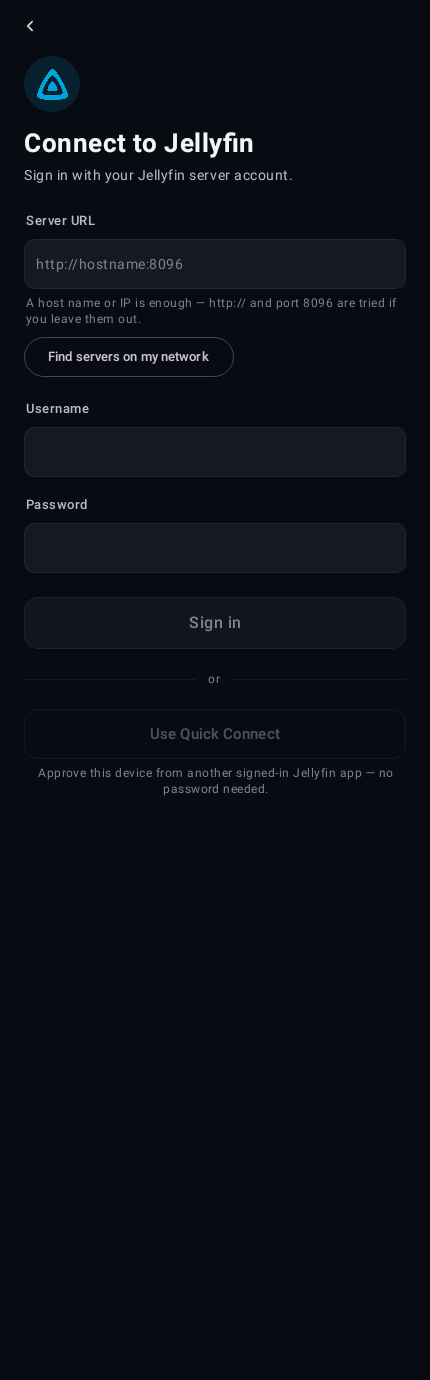 Connect to Jellyfin
Sign in with your Jellyfin server account.
Server URL
http://hostname:8096
A host name or IP is enough — http:// and port 8096 are tried if
you leave them out.
Find servers on my network
Username
Password
Sign in
or
Use Quick Connect
Approve this device from another signed-in Jellyfin app — no
password needed.